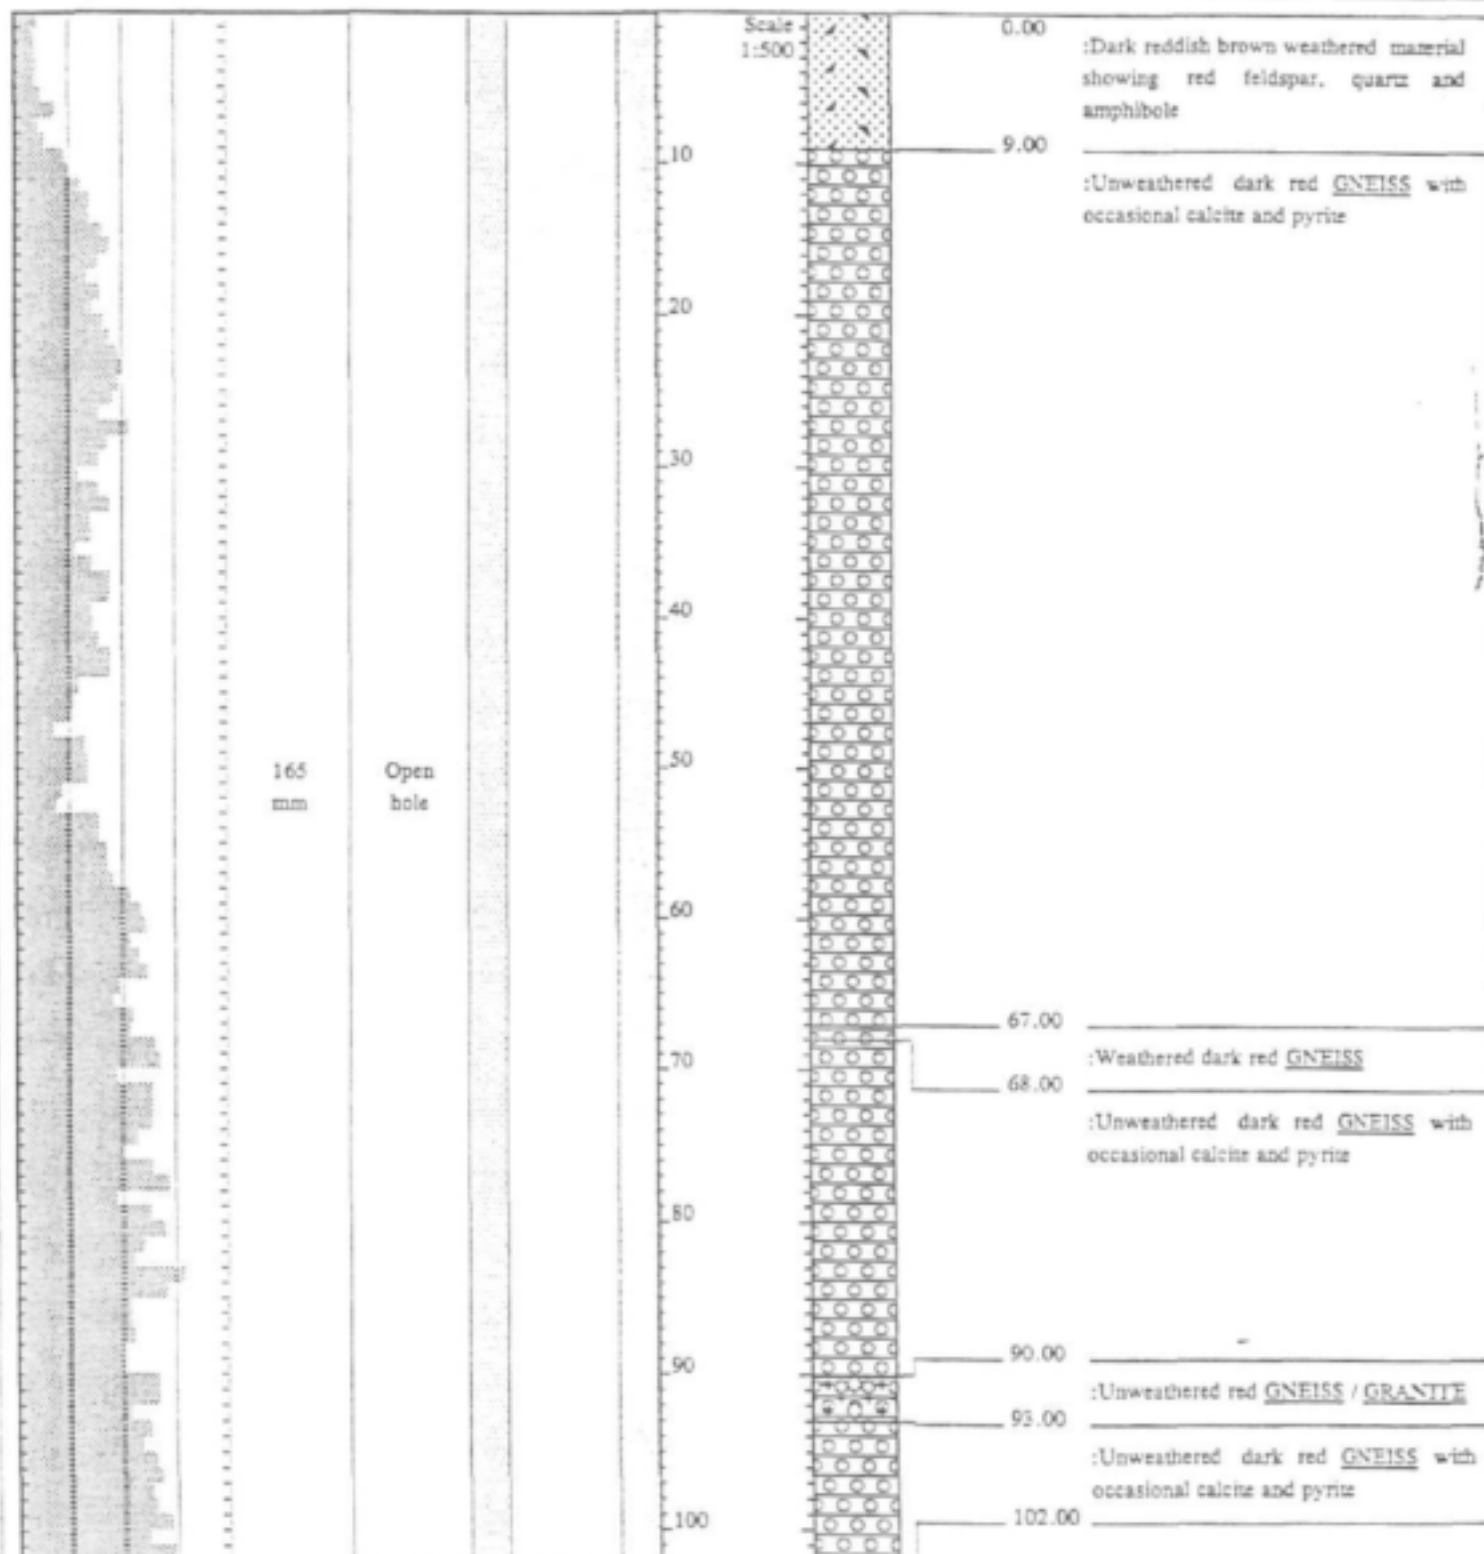 Scale
1:500
0.00
:Dark reddish brown weathered material
showing red feldspar, quartz and
amphibole
9.00
10
:Unweathered dark red GNEISS with
occasional calcite and pyrite
20
30
40
50
165
mm
Open
hole
60
67.00
:Weathered dark red GNEISS
70
68.00
:Unweathered dark red GNEISS with
occasional calcite and pyrite
80
90
90.00
:Unweathered red GNEISS / GRANITE
93.00
:Unweathered dark red GNEISS with
occasional calcite and pyrite
100
102.00